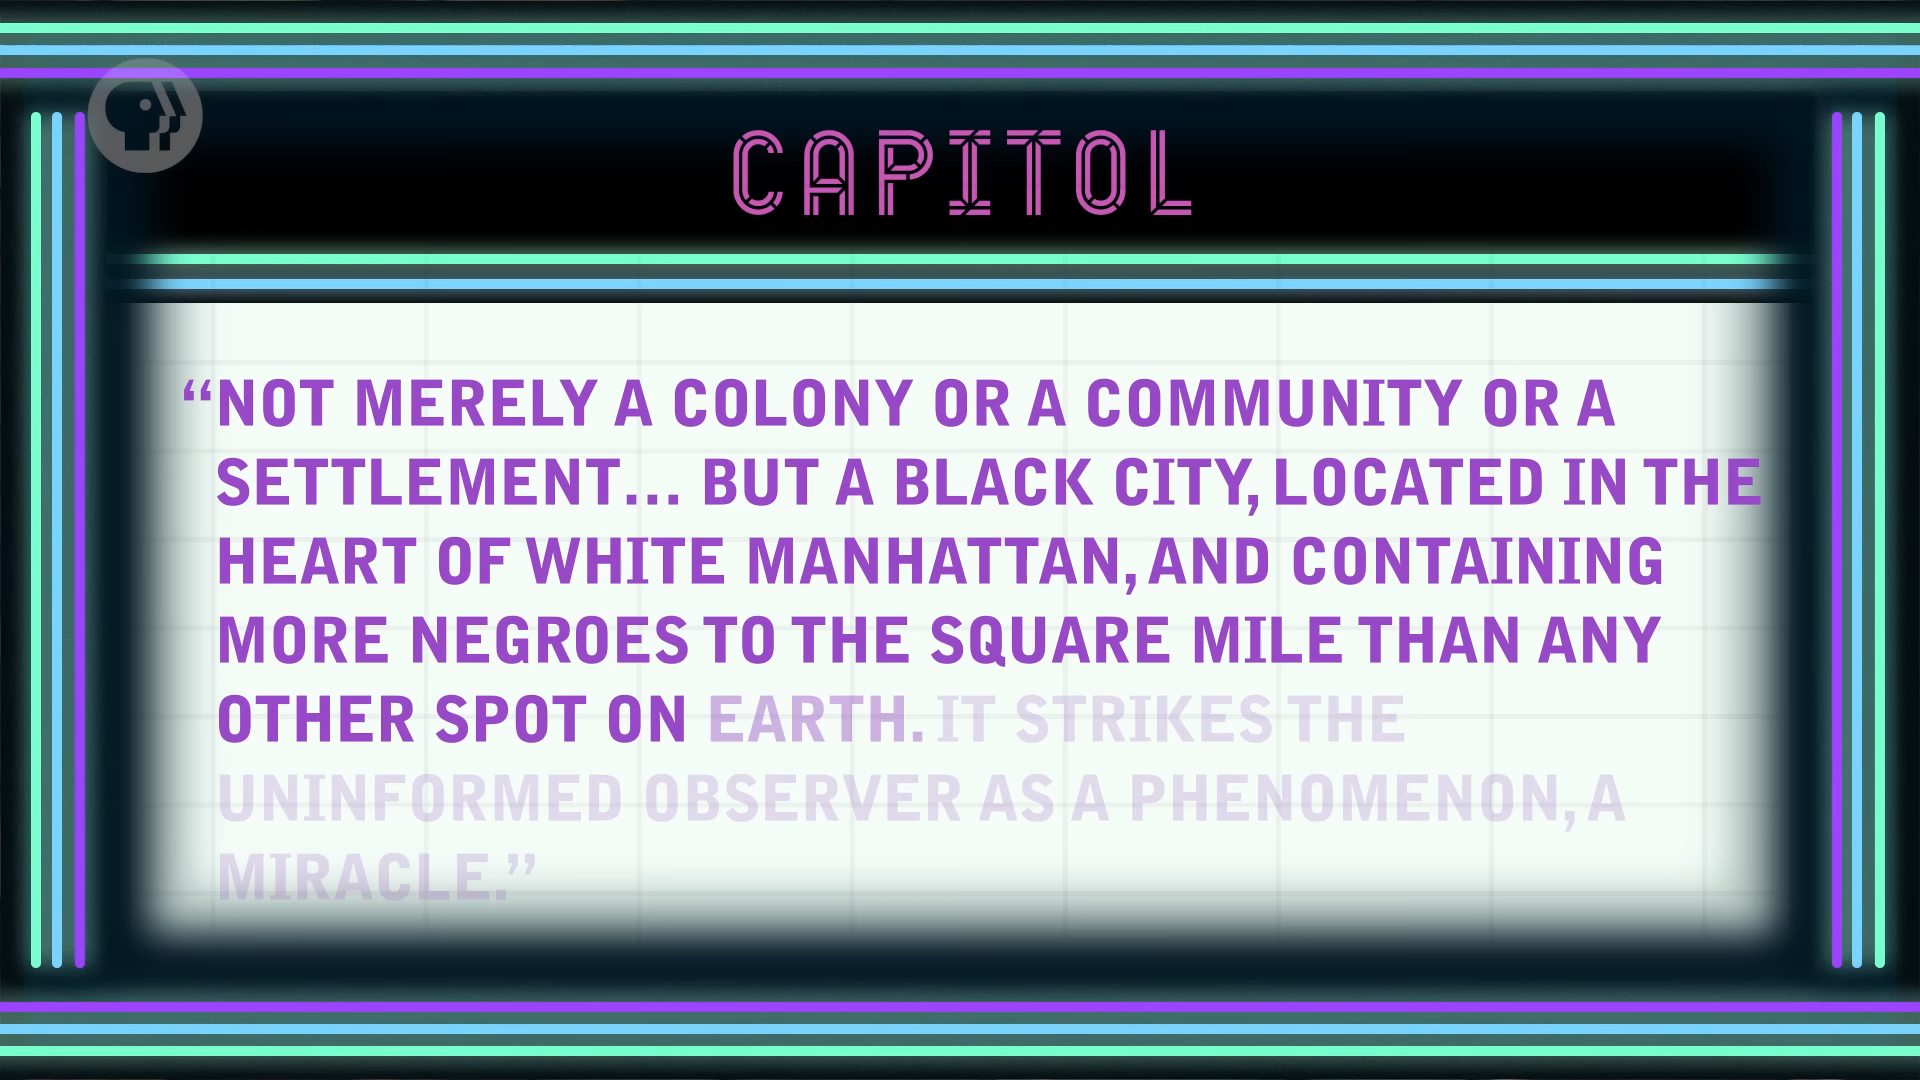 CAPITOL
“NOT MERELY A COLONY OR A COMMUNITY OR A
SETTLEMENT... BUT A BLACK CITY, LOCATED IN THE
HEART OF WHITE MANHATTAN, AND CONTAINING
MORE NEGROES TO THE SQUARE MILE THAN ANY
OTHER SPOT ON EARTH. IT STRIKES THE
UNINFORMED OBSERVER AS A PHENOMENON, A
MIRACLE.”